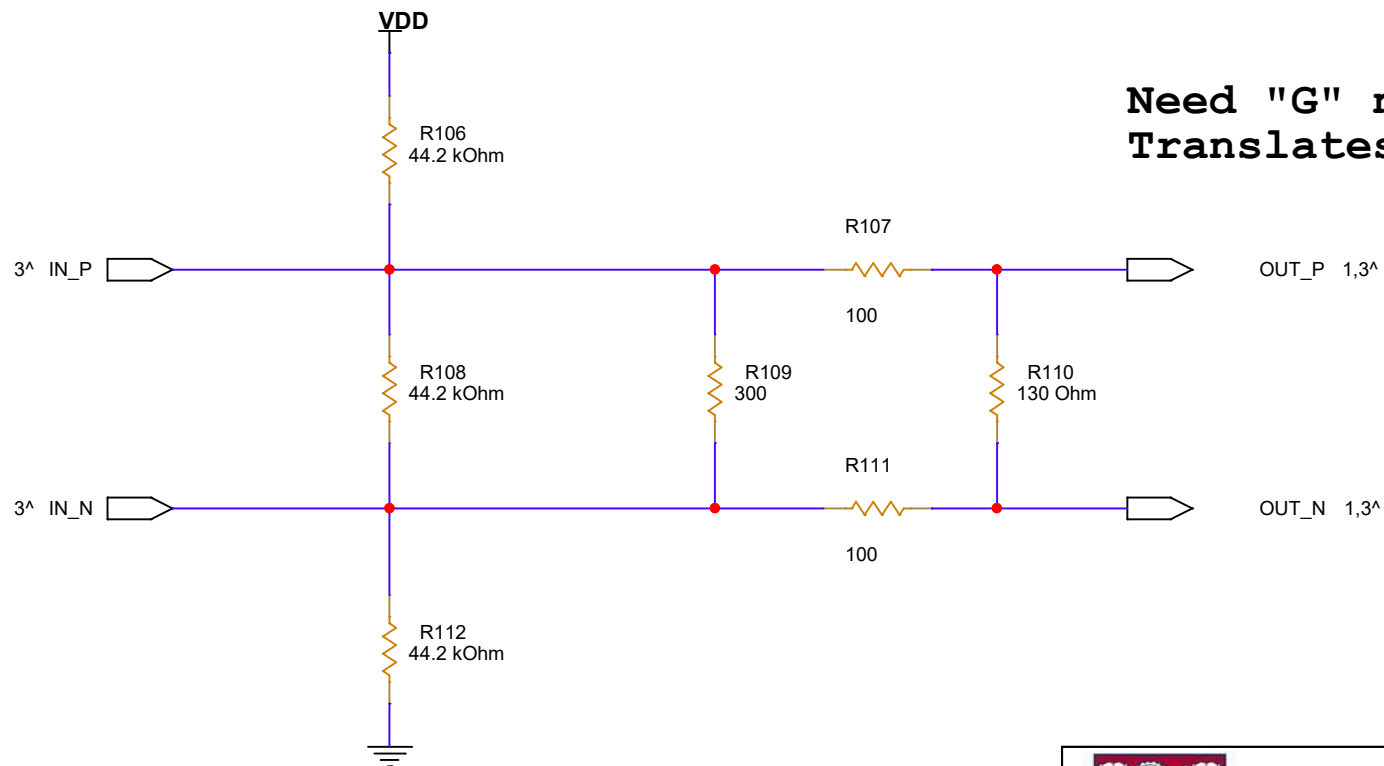 VDD
Need "G"
Translates
R106
44.2 kOhm
R107
3^ IN_P
OUT_P 1,3^
100
R108
44.2 kOhm
R109
300
R110
130 Ohm
R111
3^ IN_N
OUT_N 1,3^
100
R112
44.2 kOhm